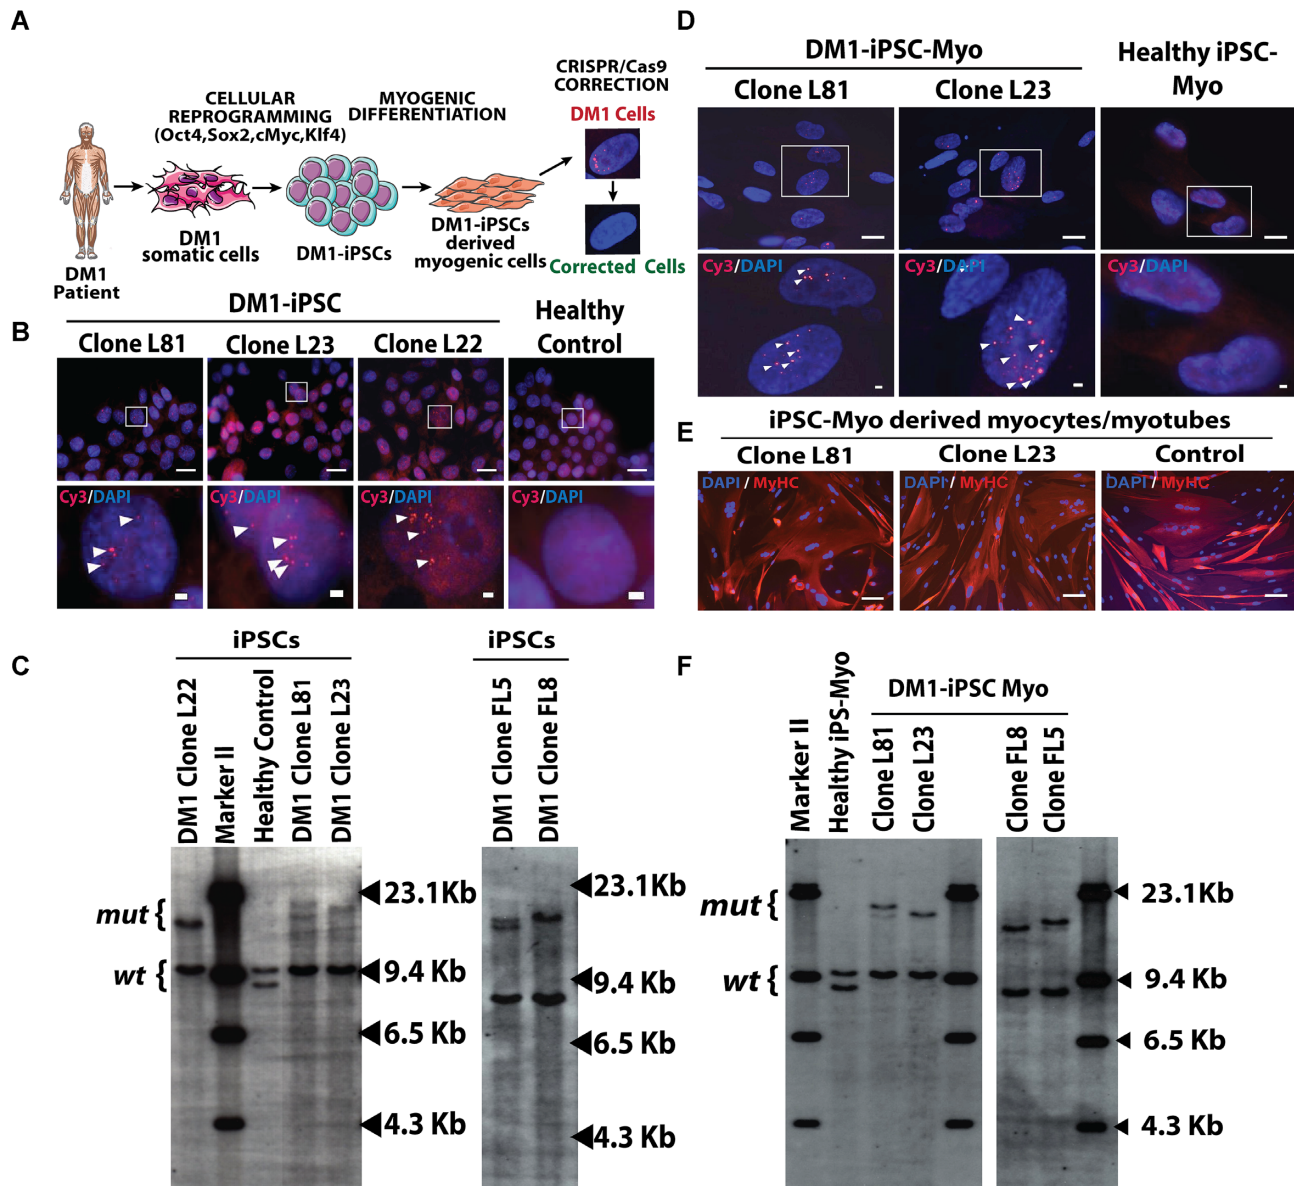 A
CELLULAR
REPROGRAMMING
(Oct4,Sox2,cMyc,Klf4)
MYOGENIC
DIFFERENTIATION
CRISPR/Cas9
CORRECTION
DM1 Cells
DM1
Patient
DM1
somatic cells
DM1-iPSCs
DM1-iPSCs
derived
myogenic cells
Corrected Cells
B
DM1-iPSC
Healthy
Control
Clone L81
Clone L23
Clone L22
Cy3/DAPI
Cy3/DAPI
Cy3/DAPI
Cy3/DAPI
C
iPSCs
DM1 Clone L22
Marker II
Healthy Control
DM1 Clone L81
DM1 Clone L23
mut {
wt {
23.1Kb
9.4 Kb
6.5 Kb
4.3 Kb
iPSCs
DM1 Clone FL5
DM1 Clone FL8
23.1Kb
9.4 Kb
6.5 Kb
4.3 Kb
D
DM1-iPSC-Myo
Healthy iPSC-
Myo
Clone L81
Clone L23
Cy3/DAPI
Cy3/DAPI
Cy3/DAPI
E
iPSC-Myo derived myocytes/myotubes
Clone L81
Clone L23
Control
DAPI / MyHC
DAPI / MyHC
DAPI / MyHC
F
DM1-iPSC Myo
Marker II
Healthy iPS-Myo
Clone L81
Clone L23
Clone FL8
Clone FL5
mut {
wt {
23.1 Kb
9.4 Kb
6.5 Kb
4.3 Kb